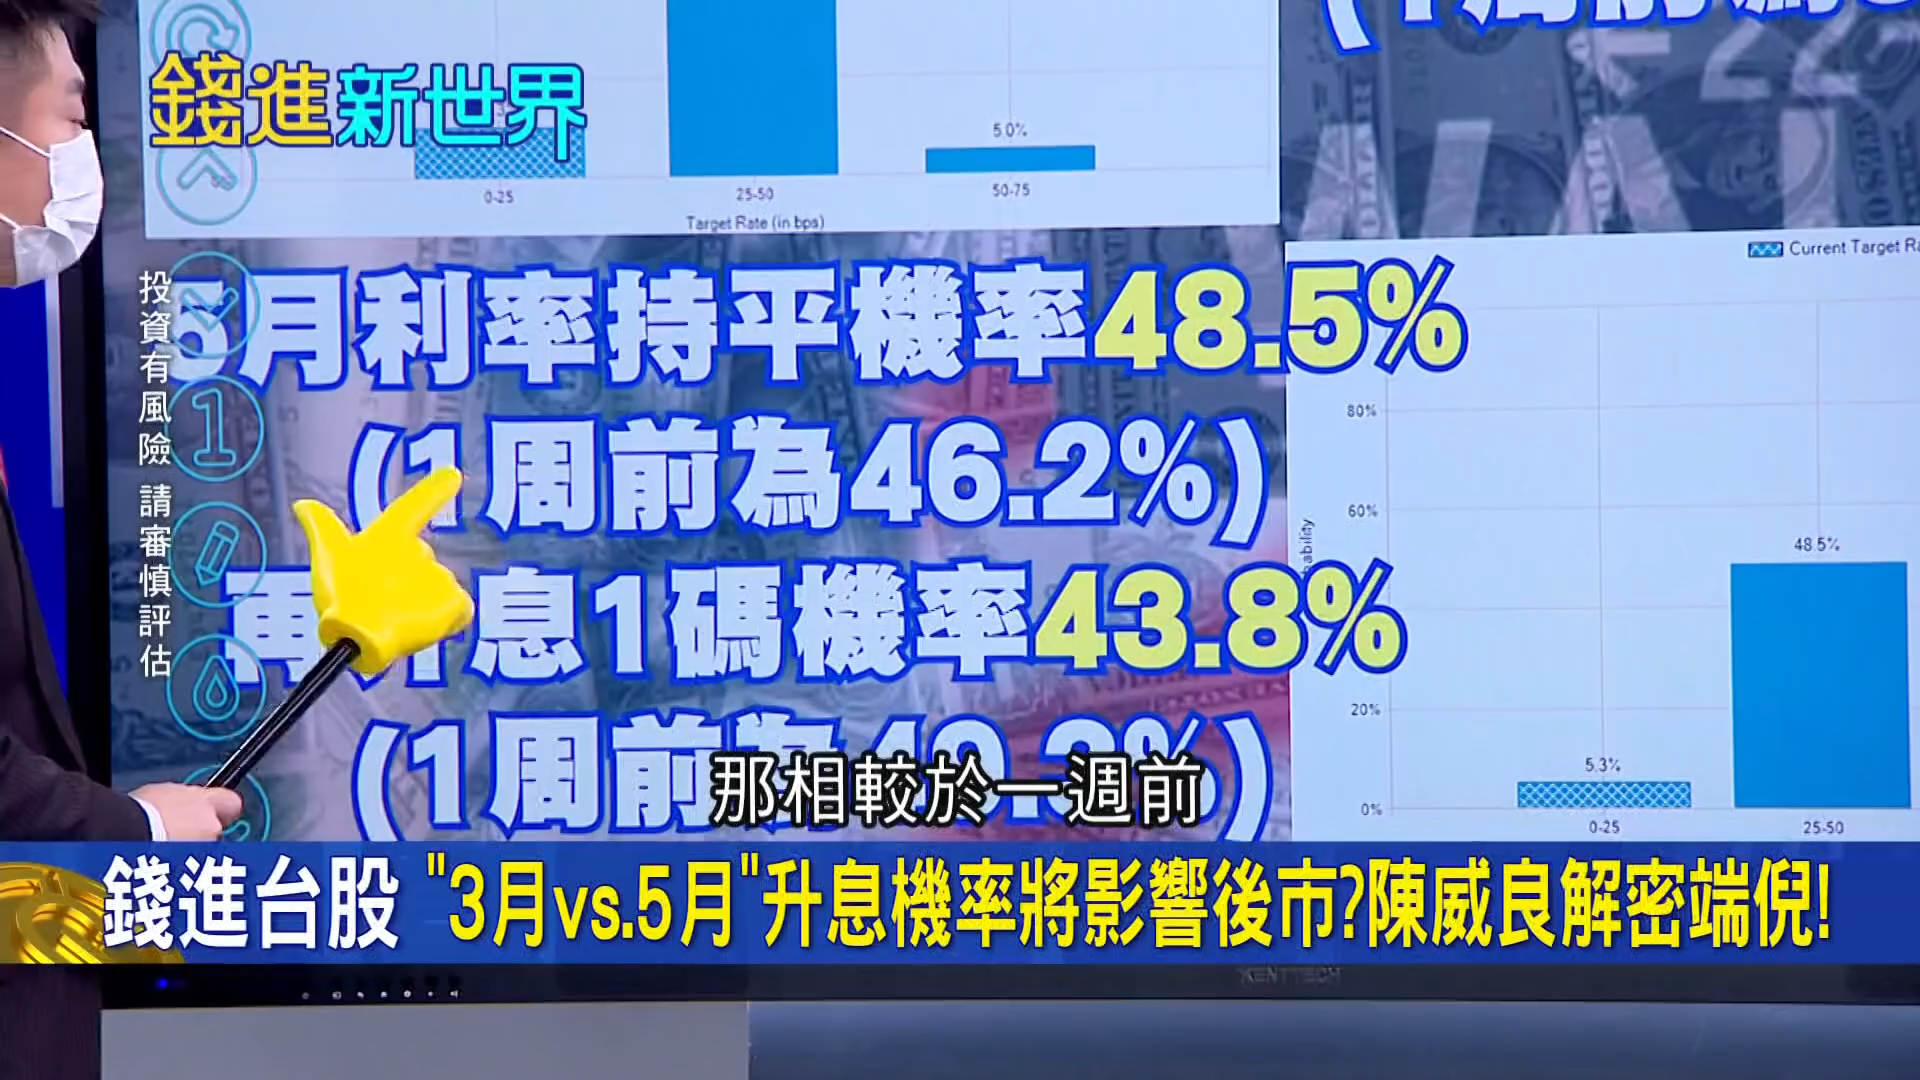 錢進新世界
5.0%
0-25
25-50
50-75
Target Rate (in bps)
Current Target Ra
投資有風險 請審慎評估
5月利率持平機率48.5%
(1周前為46.2%)
息1碼機率43.8%
(1周前
80%
60%
20%
0%
48.5%
5.3%
0-25
25-50
那相較於一週前
錢進台股 "3月vs.5月"升息機率將影響後市?陳威良解密端倪!
KENTTECH